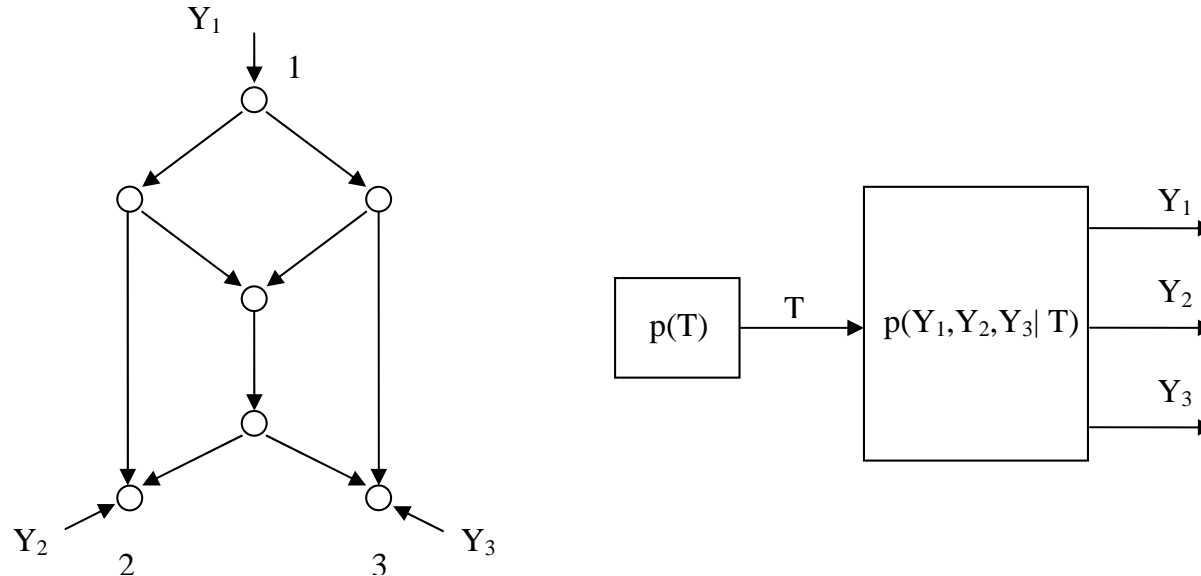 Y₁
1
Y₂
2
3
Y₃
p(T)
T
p(Y₁,Y₂,Y₃| T)
Y₁
Y₂
Y₃